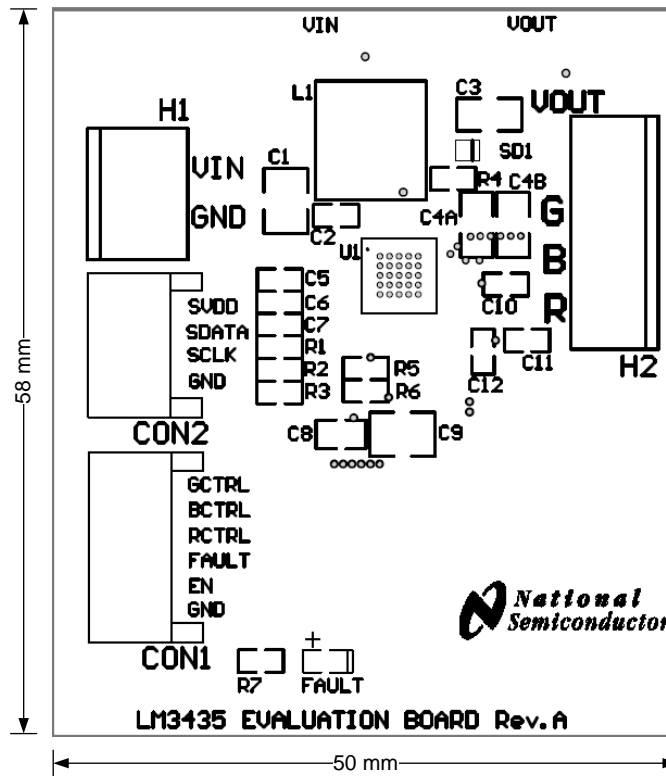 VIN VOUT
L1
C3
H1
VOUT
SD1
C1
VIN
R4
C4B
GND
C2
C4A
G
U1
B
C5
C10
SVDD
C6
R
SDATA
C7
SCLK
R1
C11
H2
GND
R2
R5
C12
R3
R6
CON2
C8
C9
58 mm
GCTRL
BCTRL
RCTRL
FAULT
EN
GND
National
Semiconductor
CON1
+
R7
FAULT
LM3435 EVALUATION BOARD Rev.A
50 mm